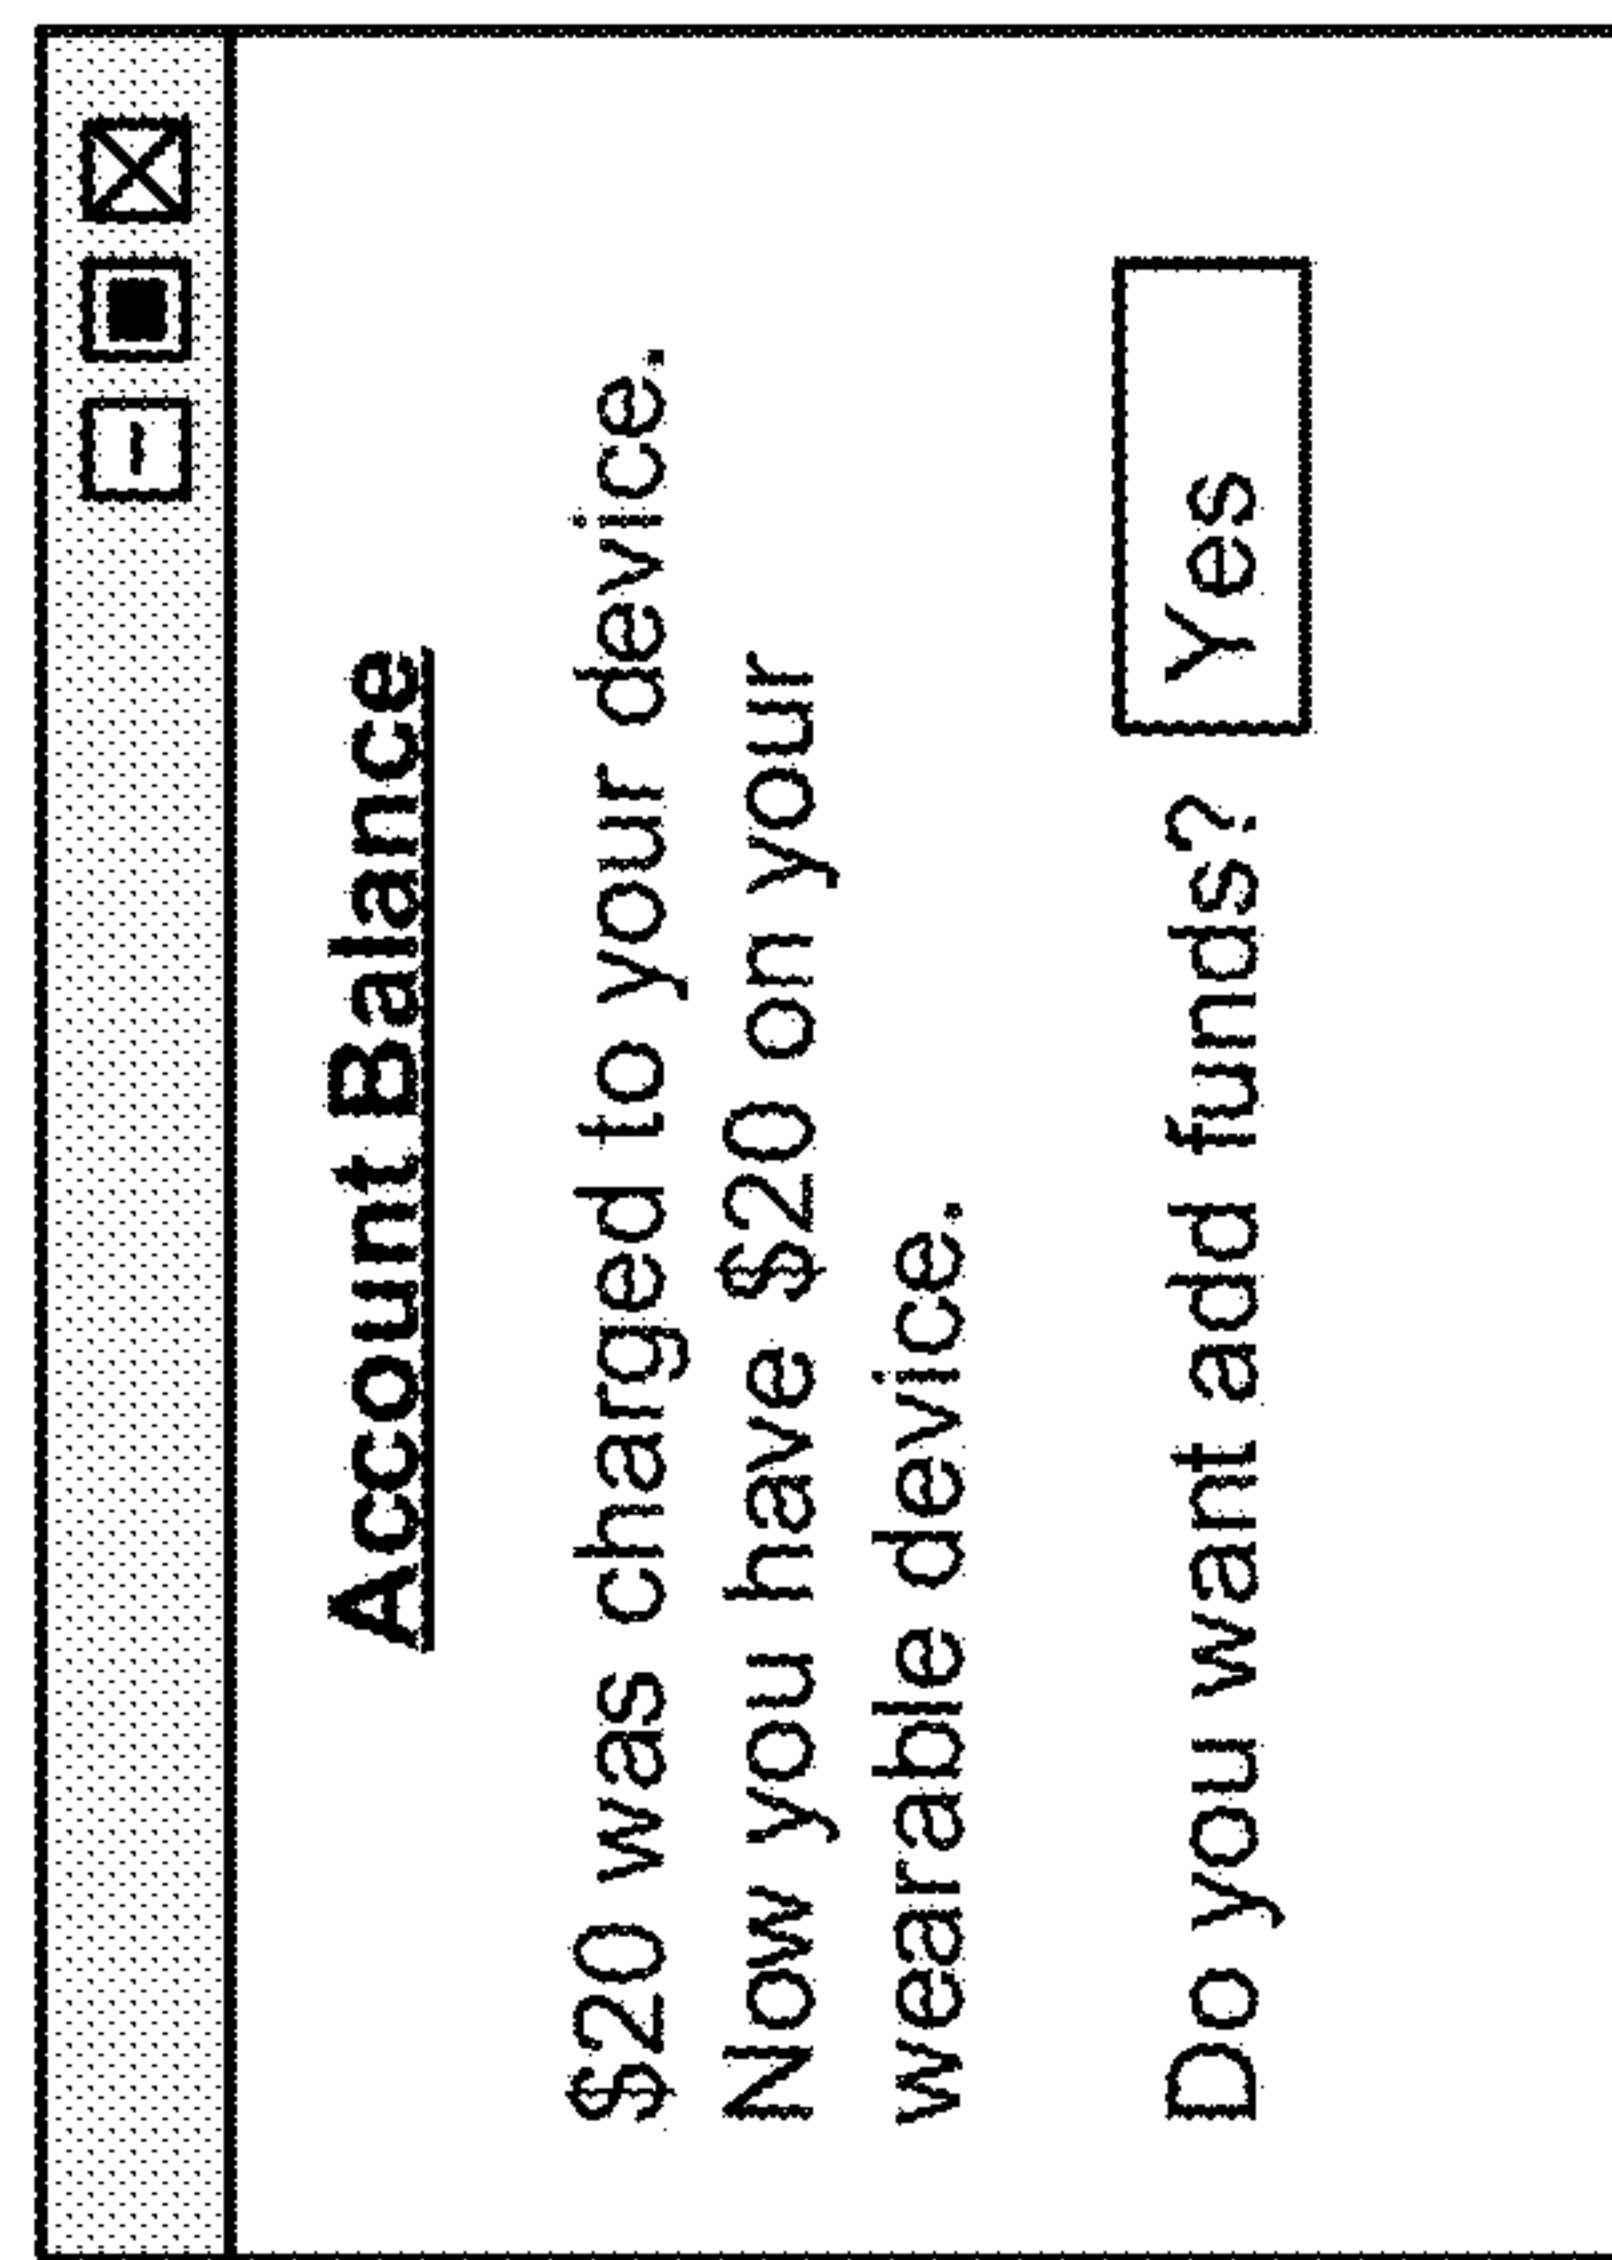 Account Balance
$20 was charged to your device.
Now you have $20 on your
wearable device.
Do you want add funds? Yes